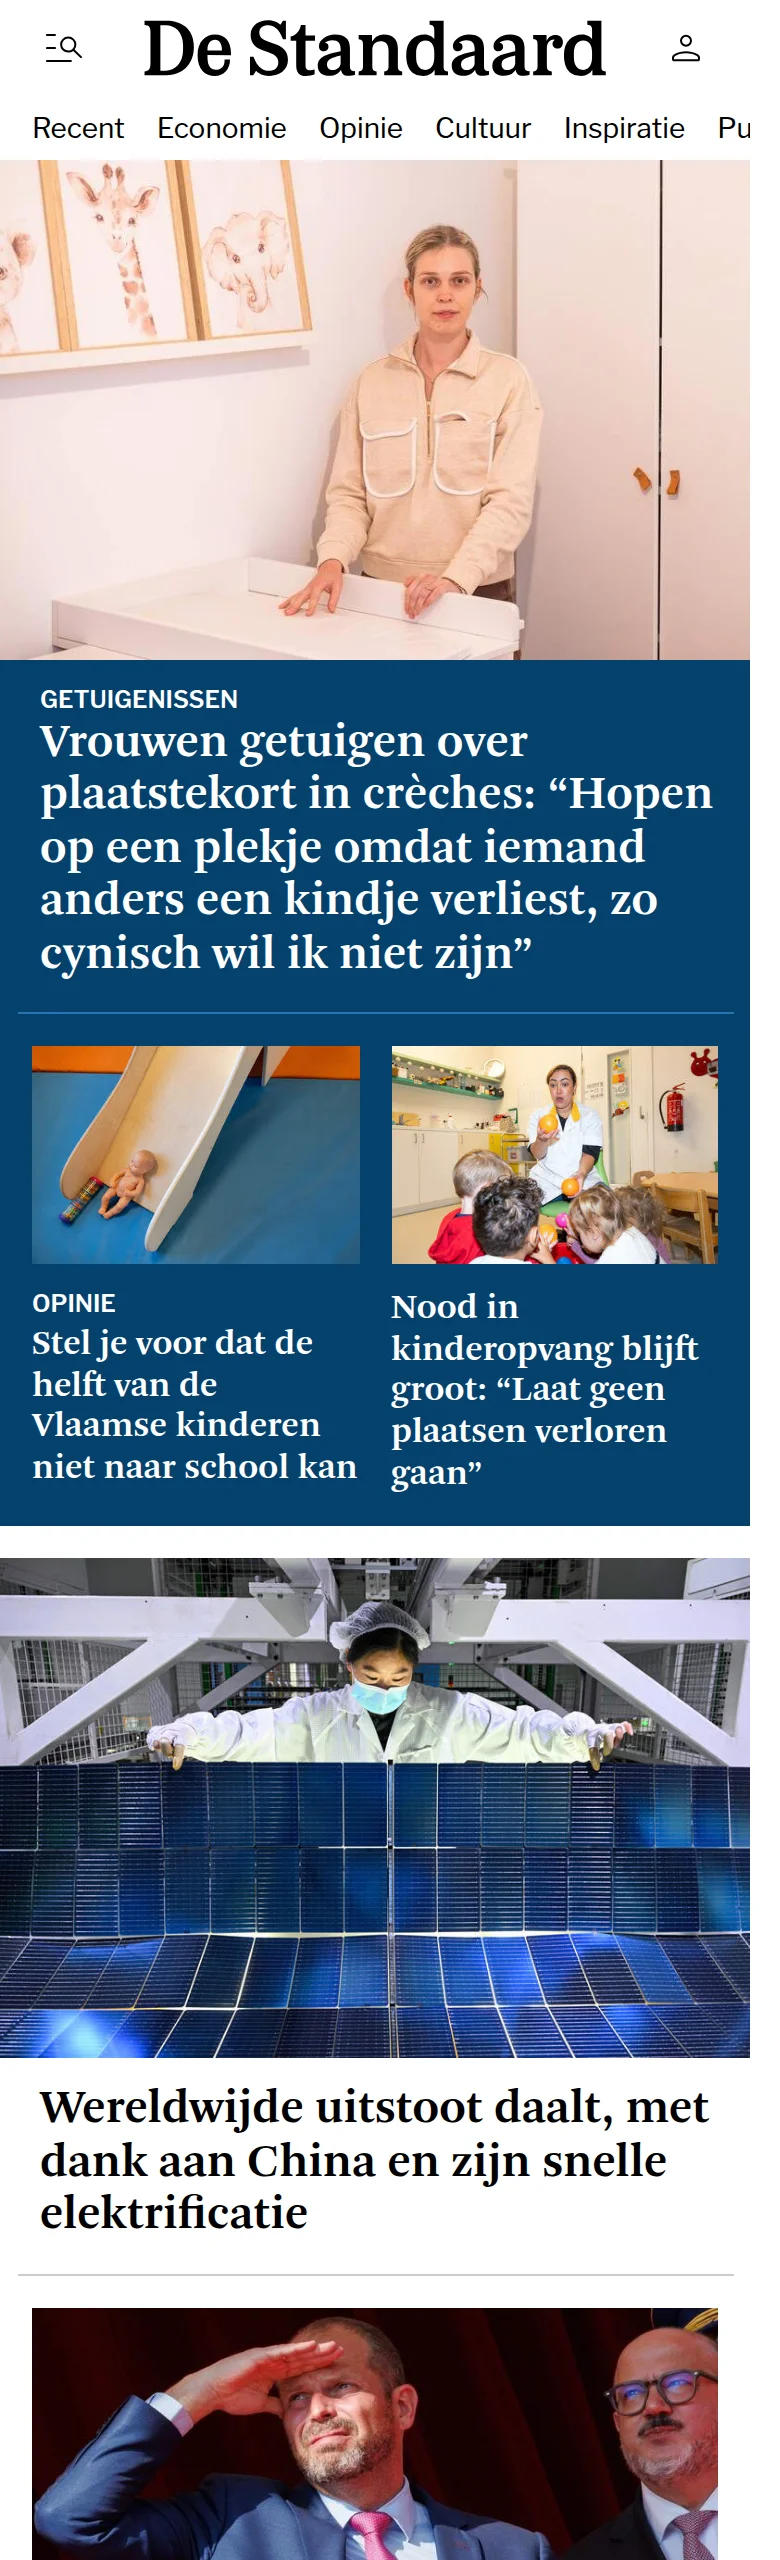 De Standaard
Recent Economie Opinie Cultuur Inspiratie Pu
GETUIGENISSEN
Vrouwen getuigen over
plaatstekort in crèches: “Hopen
op een plekje omdat iemand
anders een kindje verliest, zo
cynisch wil ik niet zijn”
OPINIE
Stel je voor dat de
helft van de
Vlaamse kinderen
niet naar school kan
Nood in
kinderopvang blijft
groot: “Laat geen
plaatsen verloren
gaan”
Wereldwijde uitstoot daalt, met
dank aan China en zijn snelle
elektrificatie